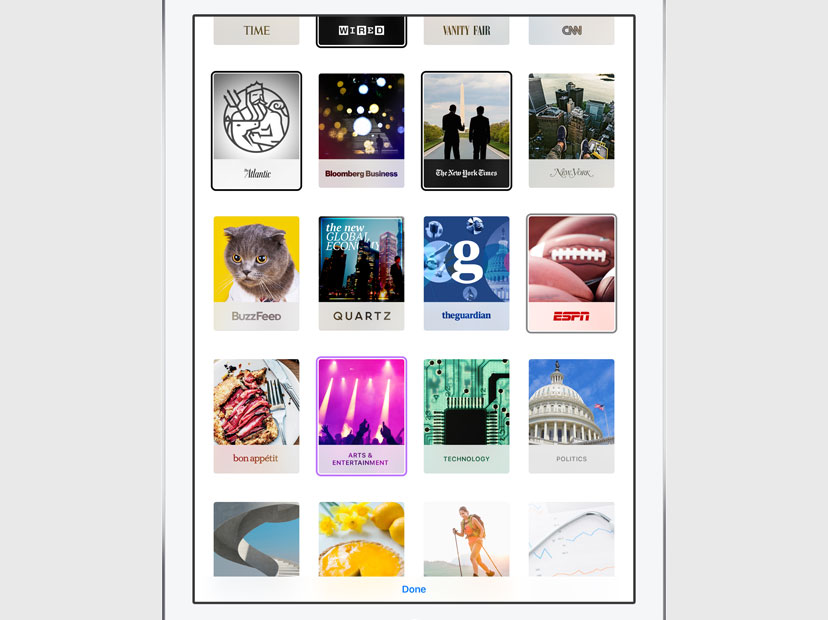 TIME
WIRED
VANITY FAIR
CNN
The Atlantic
Bloomberg Business
The New York Times
NEW YORK
BuzzFeeD
the new
GLOBAL
ECONOMY
QUARTZ
g
theguardian
ESPN
bon appétit
ARTS &
ENTERTAINMENT
TECHNOLOGY
POLITICS
Done